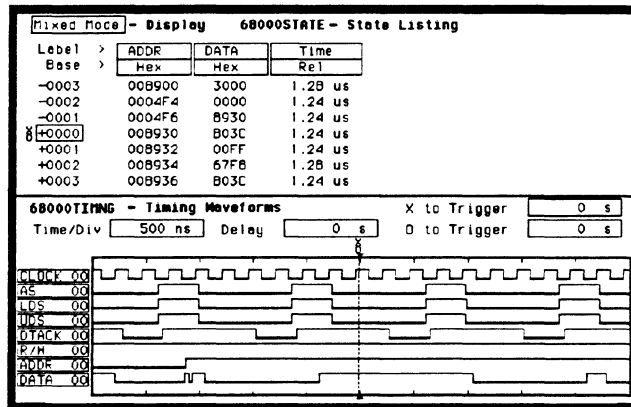 Mixed Mode - Display 68000STATE - State Listing
Label > ADDR DATA Time
Base > Hex Hex Rel
-0003 008900 3000 1.28 us
-0002 0004F4 0000 1.24 us
-0001 0004F6 8930 1.24 us
+0000 008930 B03C 1.24 us
+0001 008932 00FF 1.24 us
+0002 008934 67F8 1.28 us
+0003 008936 B03C 1.24 us
68000TIMNG - Timing Waveforms X to Trigger 0 s
Time/Div 500 ns Delay 0 s O to Trigger 0 s
CLOCK 00
AS 00
LDS 00
UDS 00
DTACK 00
R/W 00
ADDR 00
DATA 00